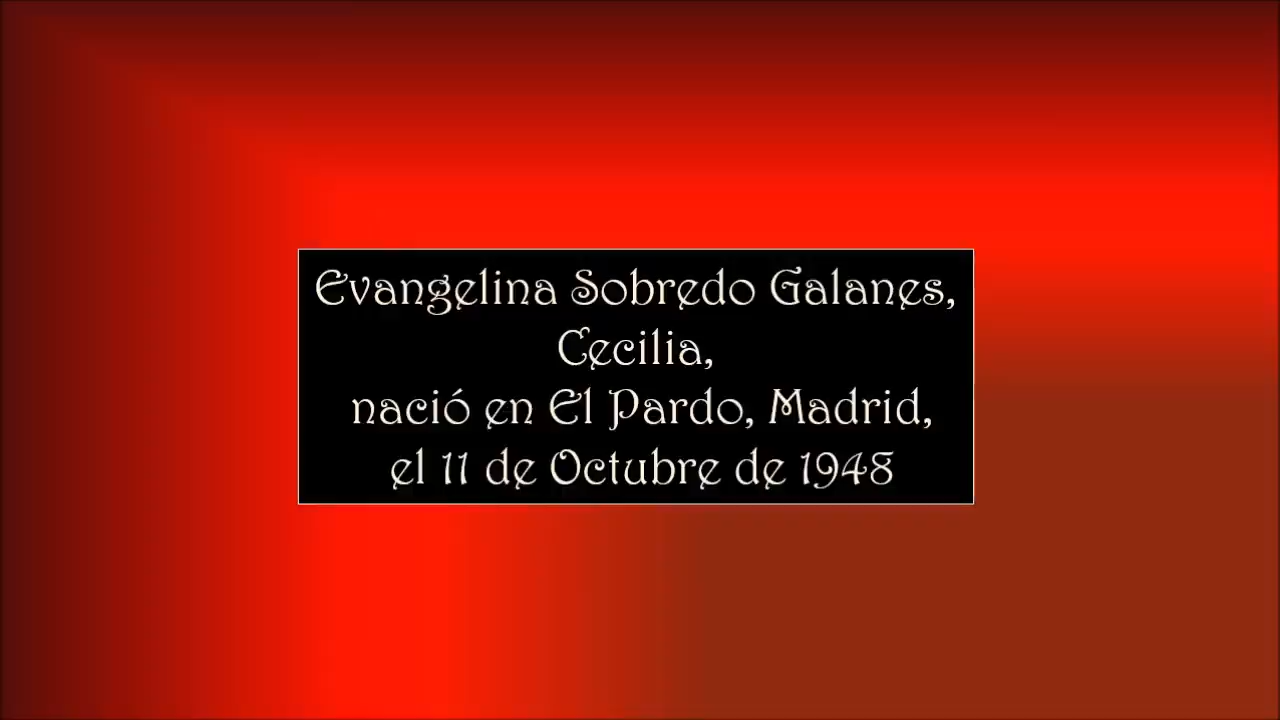 Evangelina Sobredo Galanes,
Cecilia,
nació en El Pardo, Madrid,
el 11 de Octubre de 1948